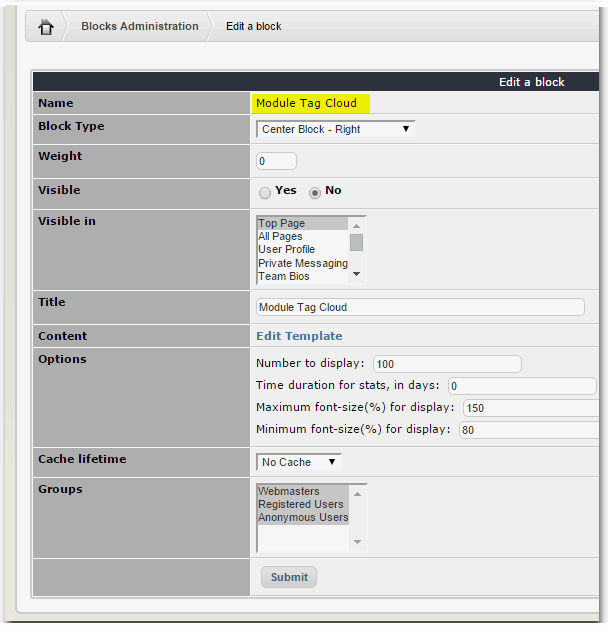 Blocks Administration Edit a block
Edit a block
Name Module Tag Cloud
Block Type Center Block - Right
Weight 0
Visible Yes No
Visible in Top Page
All Pages
User Profile
Private Messaging
Team Bios
Title Module Tag Cloud
Content Edit Template
Options Number to display: 100
Time duration for stats, in days: 0
Maximum font-size(%) for display: 150
Minimum font-size(%) for display: 80
Cache lifetime No Cache
Groups Webmasters
Registered Users
Anonymous Users
Submit